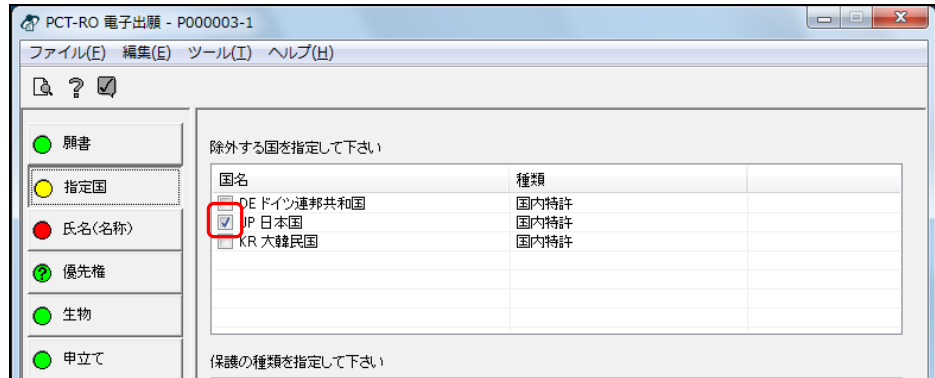 PCT-RO 電子出願 - P000003-1
ファイル(F) 編集(E) ツール(T) ヘルプ(H)
願書
指定国
氏名(名称)
優先権
生物
申立て
除外する国を指定して下さい
国名 種類
DE ドイツ連邦共和国 国内特許
JP 日本国 国内特許
KR 大韓民国 国内特許
保護の種類を指定して下さい